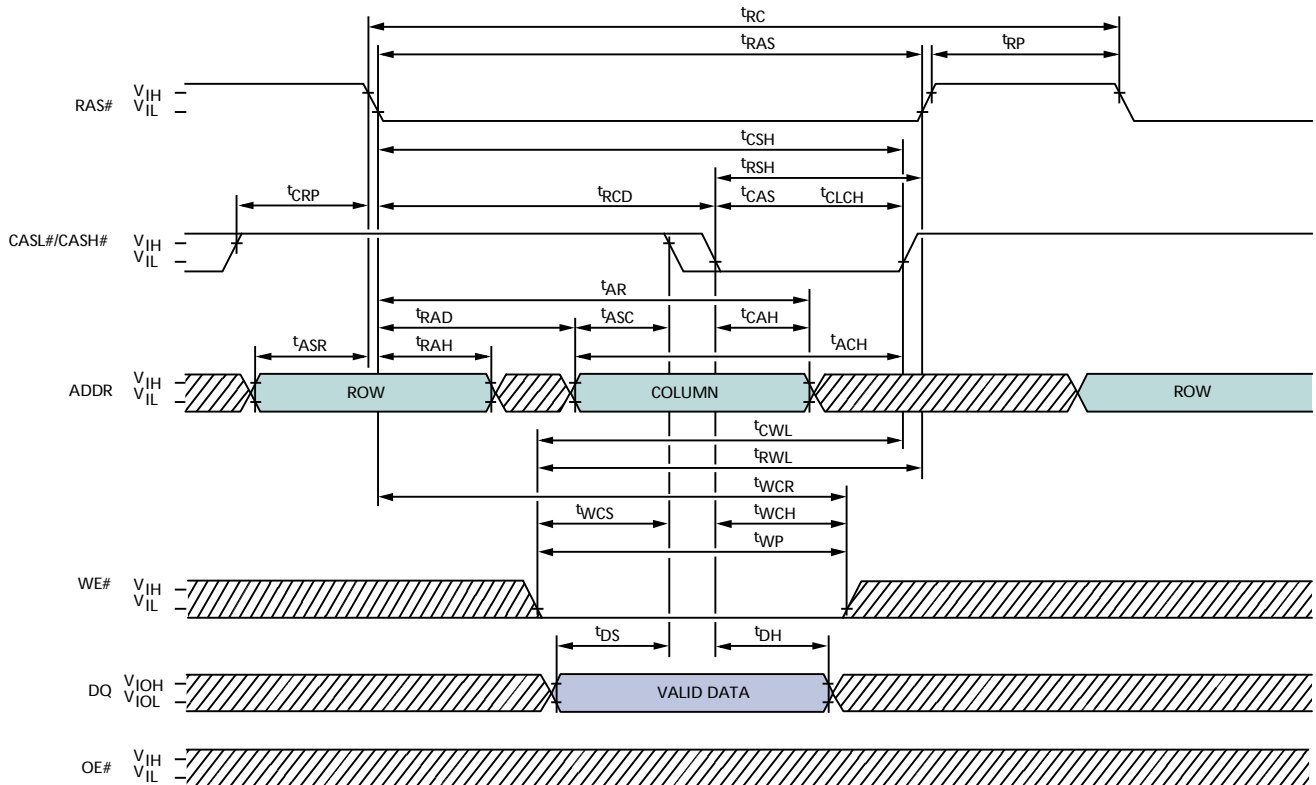 tRC
tRAS tRP
RAS# VIH
VIL
tCSH
tRSH
tCRP tRCD tCAS tCLCH
CASL#/CASH# VIH
VIL
tAR
tRAD tASC tCAH
tASR tRAH tACH
ADDR VIH
VIL
ROW COLUMN ROW
tCWL
tRWL
tWCR
tWCS tWCH
tWP
WE# VIH
VIL
tDS tDH
DQ VIOH
VIOL
VALID DATA
OE# VIH
VIL